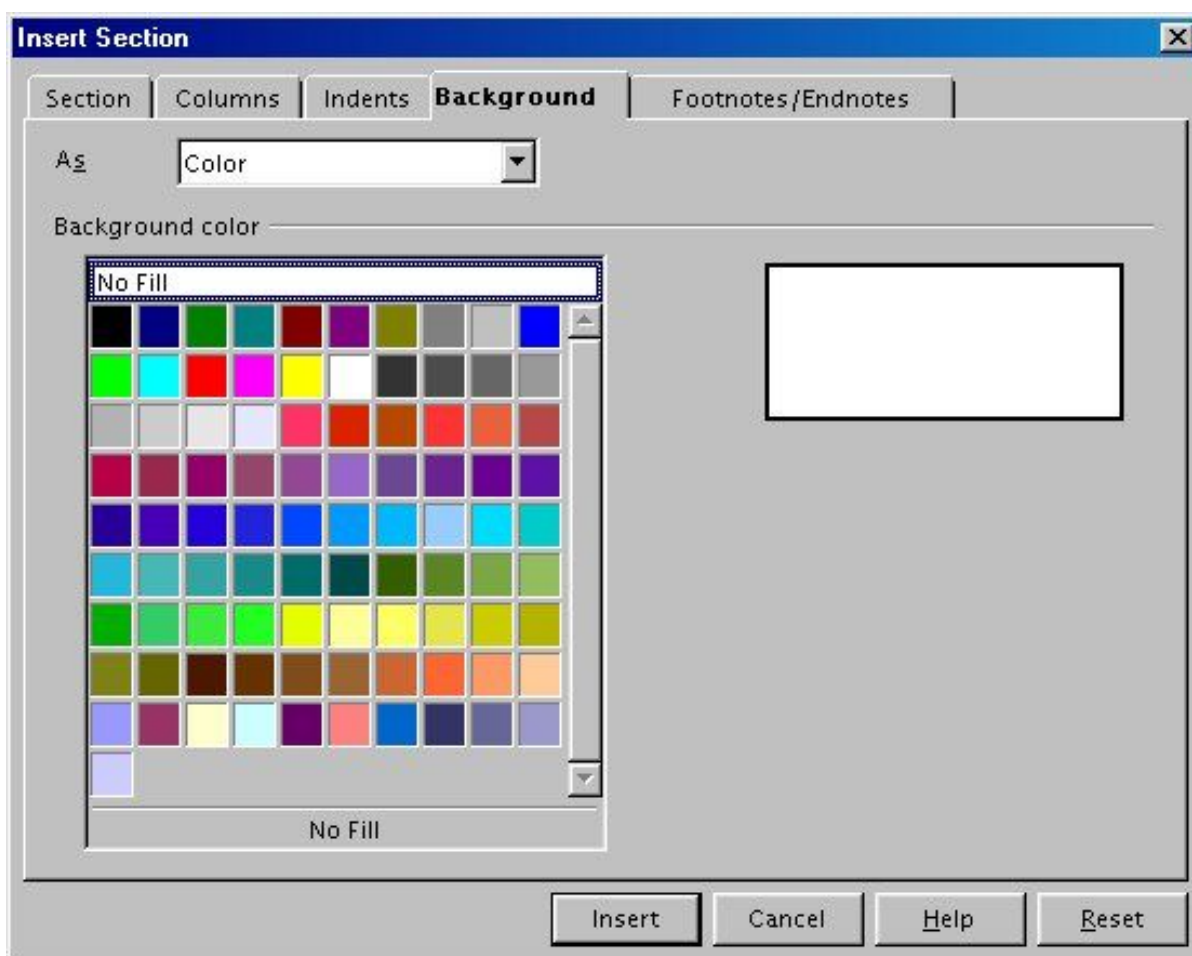 Insert Section
Section Columns Indents Background Footnotes/Endnotes
As Color
Background color
No Fill
No Fill
Insert Cancel Help Reset